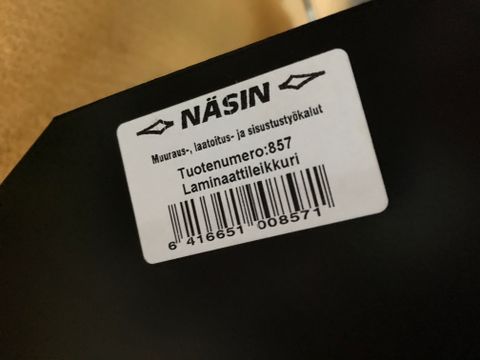 NÄSIN
Muuraus-, laatoitus- ja sisustustyökalut
Tuotenumero:857
Laminaattileikkuri
6 416651 008571